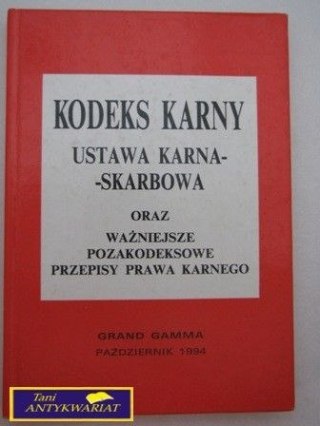 KODEKS KARNY
USTAWA KARNA-
-SKARBOWA
ORAZ
WAŻNIEJSZE
POZAKODEKSOWE
PRZEPISY PRAWA KARNEGO
GRAND GAMMA
PAŹDZIERNIK 1994
Tani
ANTYKWARIAT